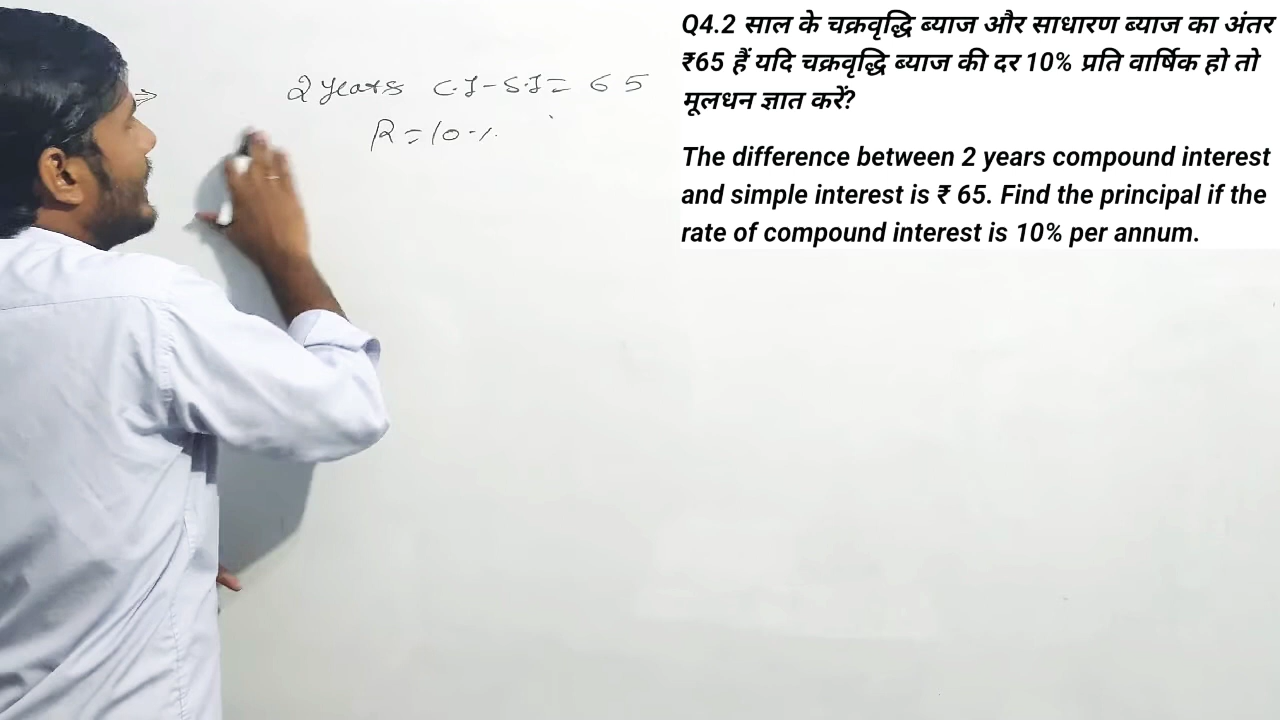 Q4.2 साल के चक्रवृद्धि ब्याज और साधारण ब्याज का अंतर
₹65 हैं यदि चक्रवृद्धि ब्याज की दर 10% प्रति वार्षिक हो तो
मूलधन ज्ञात करें?
The difference between 2 years compound interest
and simple interest is ₹ 65. Find the principal if the
rate of compound interest is 10% per annum.
⇒ 2 years C.I-S.I = 65
R = 10%